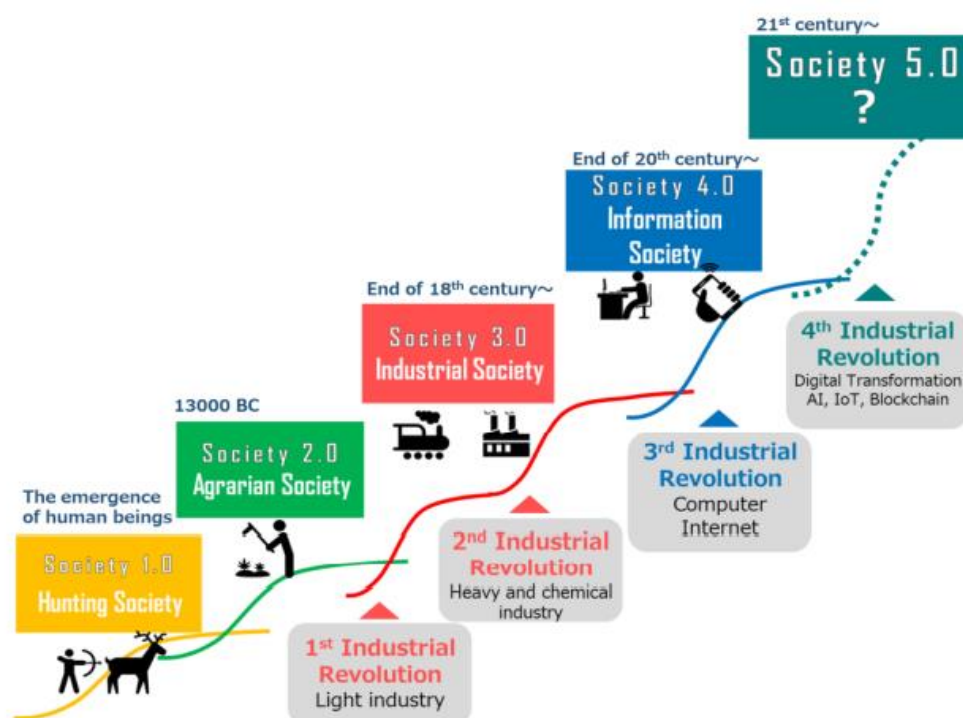 21st century~
Society 5.0
?
End of 20th century~
Society 4.0
Information
Society
End of 18th century~
Society 3.0
Industrial Society
13000 BC
Society 2.0
Agrarian Society
The emergence
of human beings
Society 1.0
Hunting Society
1st Industrial
Revolution
Light industry
2nd Industrial
Revolution
Heavy and chemical
industry
3rd Industrial
Revolution
Computer
Internet
4th Industrial
Revolution
Digital Transformation
AI, IoT, Blockchain